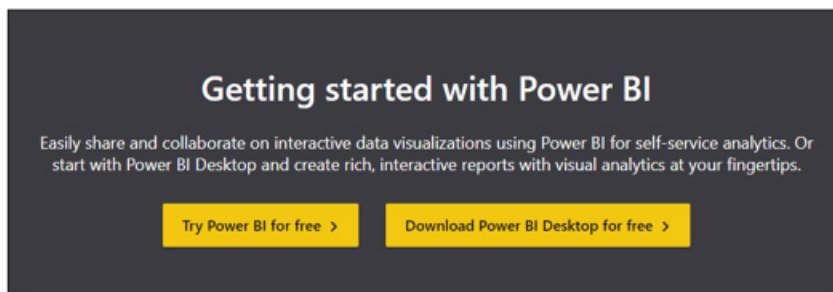 Getting started with Power BI
Easily share and collaborate on interactive data visualizations using Power BI for self-service analytics. Or
start with Power BI Desktop and create rich, interactive reports with visual analytics at your fingertips.
Try Power BI for free >
Download Power BI Desktop for free >